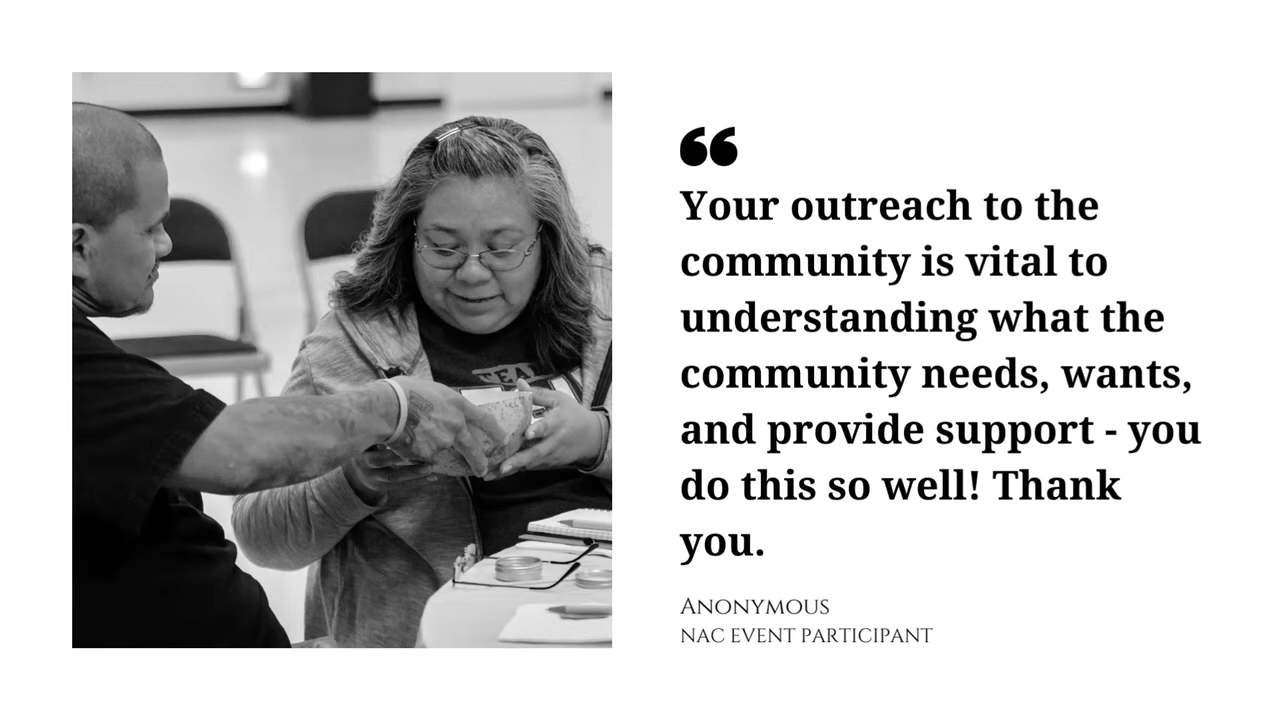 “
Your outreach to the
community is vital to
understanding what the
community needs, wants,
and provide support - you
do this so well! Thank
you.
Anonymous
NAC EVENT PARTICIPANT